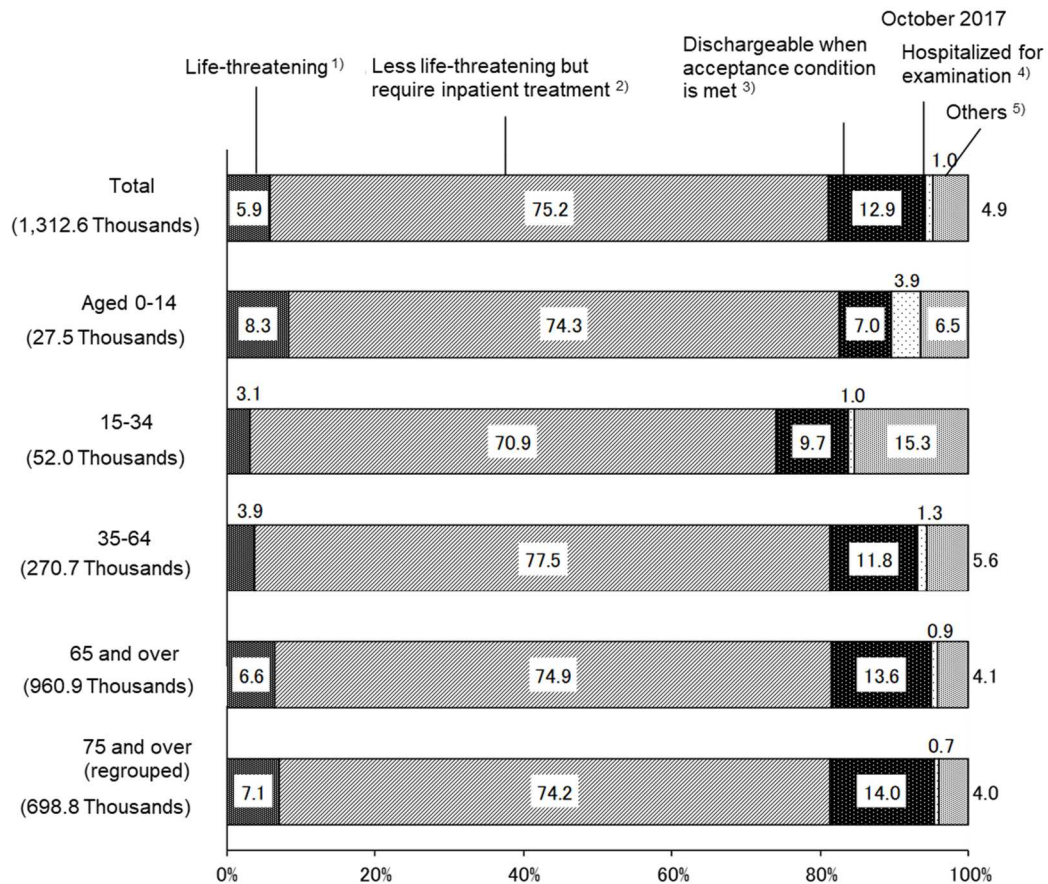 October 2017
Life-threatening 1)
Less life-threatening but
require inpatient treatment 2)
Dischargeable when
acceptance condition
is met 3)
Hospitalized for
examination 4)
Others 5)
Total
(1,312.6 Thousands)
5.9
75.2
12.9
1.0
4.9
Aged 0-14
(27.5 Thousands)
8.3
74.3
7.0
3.9
6.5
15-34
(52.0 Thousands)
3.1
70.9
9.7
1.0
15.3
35-64
(270.7 Thousands)
3.9
77.5
11.8
1.3
5.6
65 and over
(960.9 Thousands)
6.6
74.9
13.6
0.9
4.1
75 and over
(regrouped)
(698.8 Thousands)
7.1
74.2
14.0
0.7
4.0
0%
20%
40%
60%
80%
100%